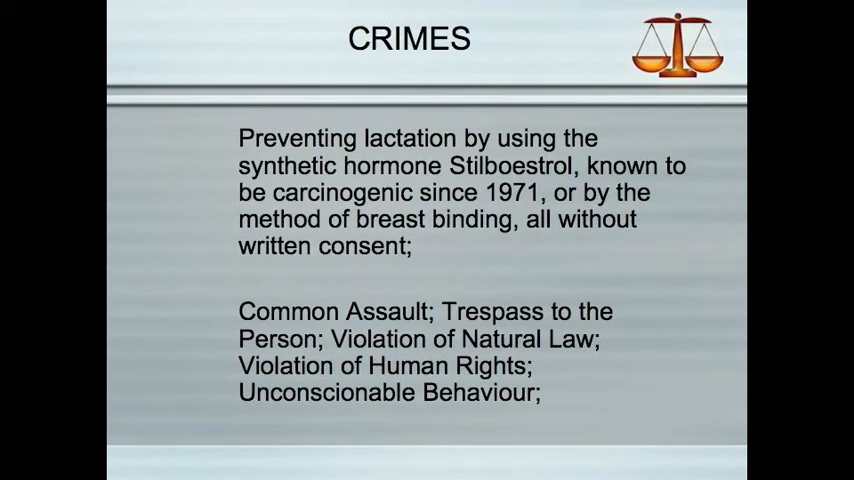 CRIMES
Preventing lactation by using the
synthetic hormone Stilboestrol, known to
be carcinogenic since 1971, or by the
method of breast binding, all without
written consent;
Common Assault; Trespass to the
Person; Violation of Natural Law;
Violation of Human Rights;
Unconscionable Behaviour;